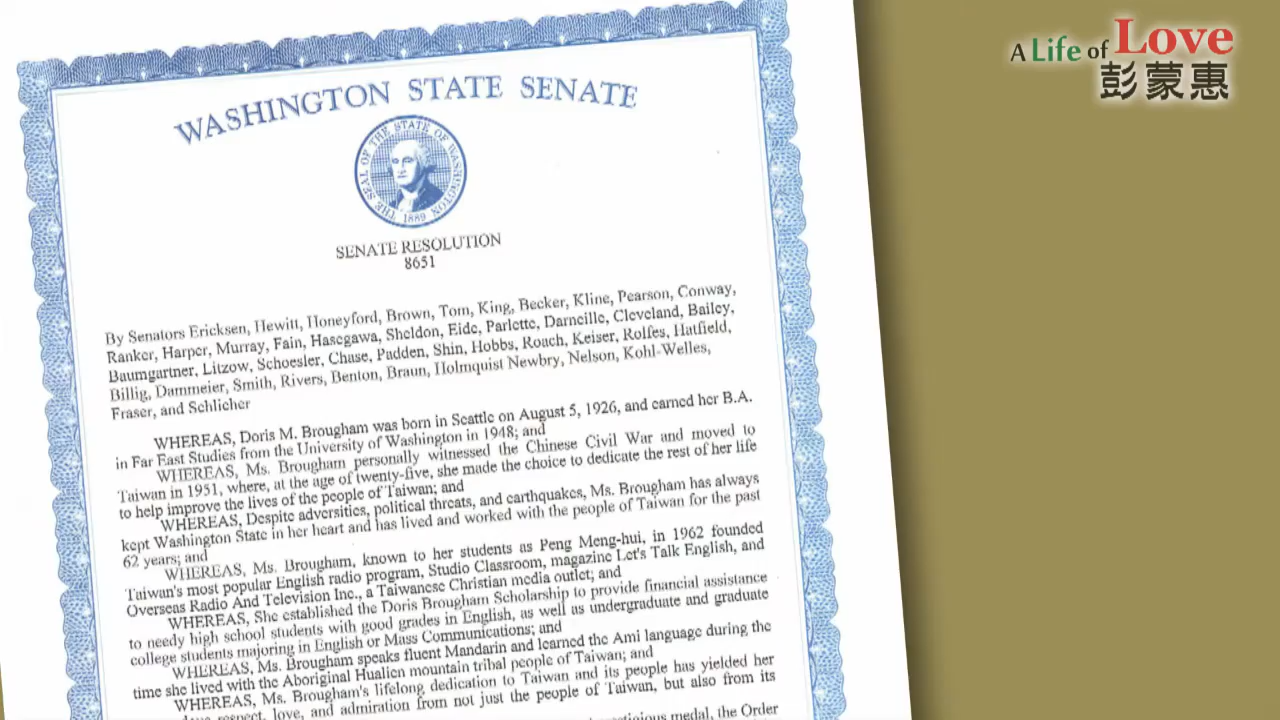 A Life of Love
彭蒙惠
WASHINGTON STATE SENATE
THE SEAL OF THE STATE OF WASHINGTON
1889
SENATE RESOLUTION
8651
By Senators Ericksen, Hewitt, Honeyford, Brown, Tom, King, Becker, Kline, Pearson, Conway,
Ranker, Harper, Murray, Fain, Hasegawa, Sheldon, Eide, Parlette, Darneille, Cleveland, Bailey,
Baumgartner, Litzow, Schoesler, Chase, Padden, Shin, Hobbs, Roach, Keiser, Rolfes, Hatfield,
Billig, Dammeier, Smith, Rivers, Benton, Braun, Holmquist Newbry, Nelson, Kohl-Welles,
Fraser, and Schlicher
WHEREAS, Doris M. Brougham was born in Seattle on August 5, 1926, and earned her B.A.
in Far East Studies from the University of Washington in 1948; and
WHEREAS, Ms. Brougham personally witnessed the Chinese Civil War and moved to
Taiwan in 1951, where, at the age of twenty-five, she made the choice to dedicate the rest of her life
to help improve the lives of the people of Taiwan; and
WHEREAS, Despite adversities, political threats, and earthquakes, Ms. Brougham has always
kept Washington State in her heart and has lived and worked with the people of Taiwan for the past
62 years; and
WHEREAS, Ms. Brougham, known to her students as Peng Meng-hui, in 1962 founded
Taiwan's most popular English radio program, Studio Classroom, magazine Let's Talk English, and
Overseas Radio And Television Inc., a Taiwanese Christian media outlet; and
WHEREAS, She established the Doris Brougham Scholarship to provide financial assistance
to needy high school students with good grades in English, as well as undergraduate and graduate
college students majoring in English or Mass Communications; and
WHEREAS, Ms. Brougham speaks fluent Mandarin and learned the Ami language during the
time she lived with the Aboriginal Hualien mountain tribal people of Taiwan; and
WHEREAS, Ms. Brougham's lifelong dedication to Taiwan and its people has yielded her
respect, love, and admiration from not just the people of Taiwan, but also from its
medal, the Order